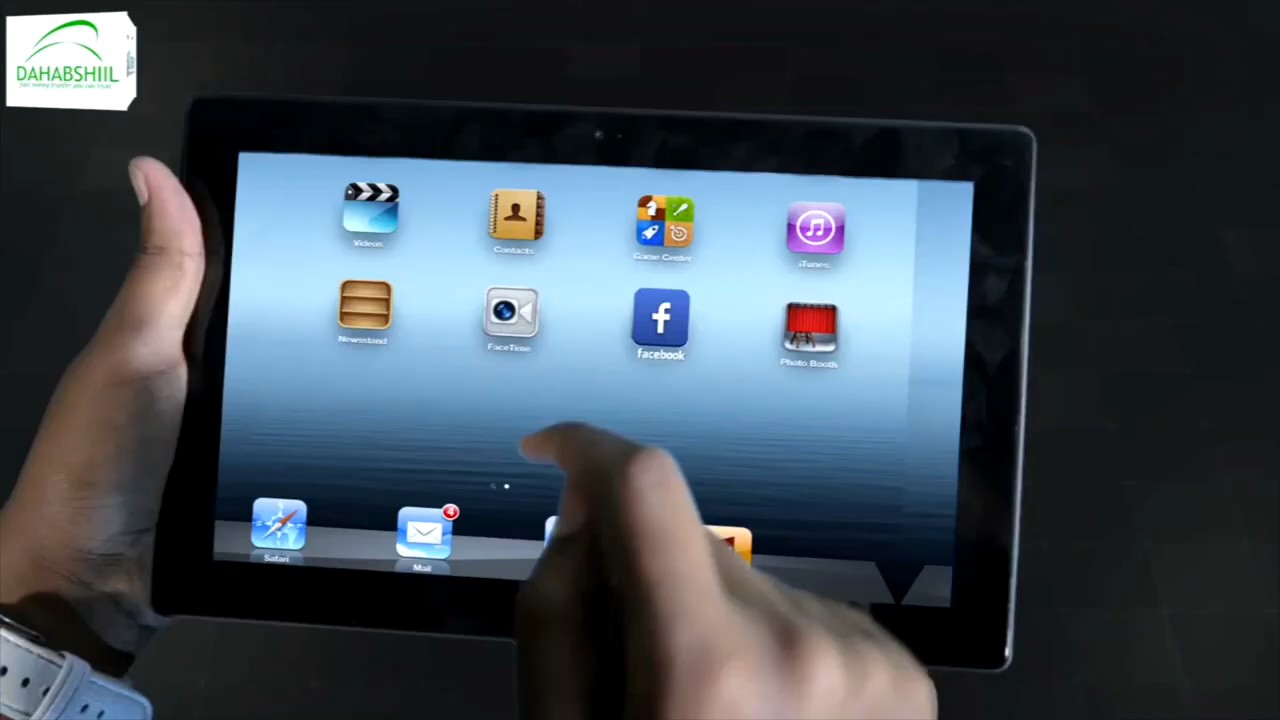 DAHABSHIIL
Videos
Contacts
Game Center
iTunes
Newsstand
FaceTime
facebook
Photo Booth
4
Safari
Mail